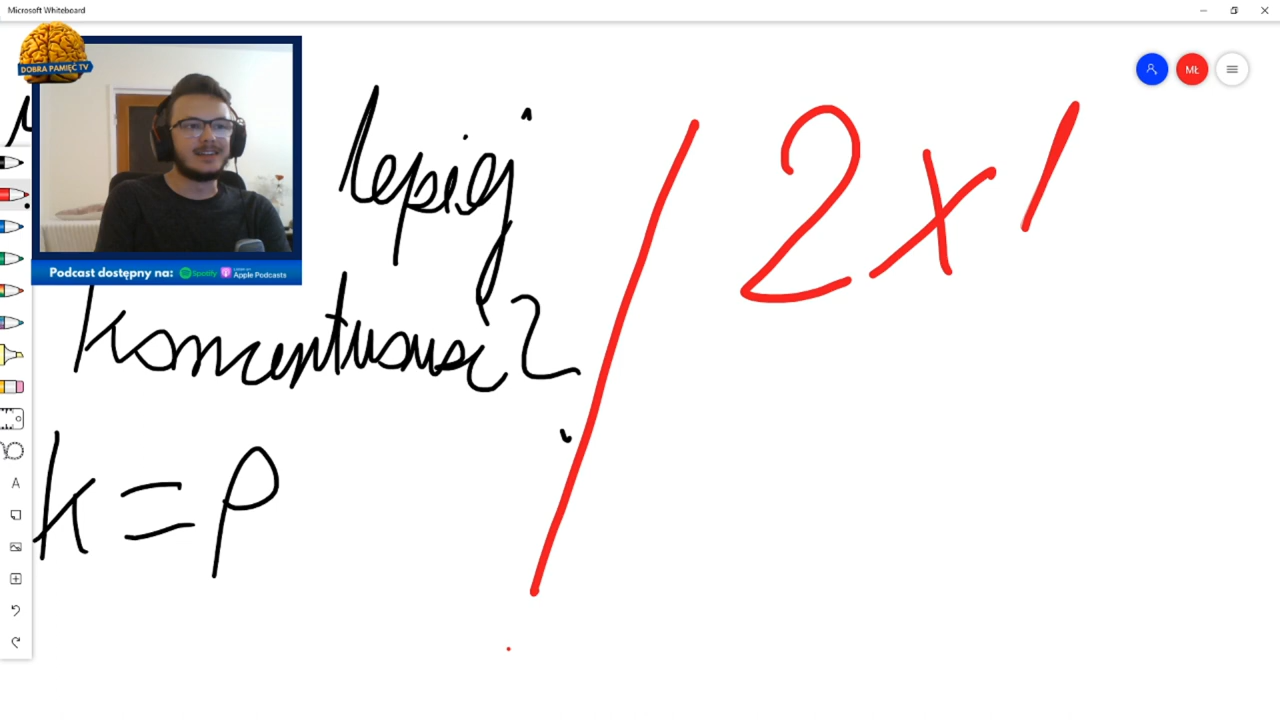 Microsoft Whiteboard
DOBRA PAMIĘĆ TV
MŁ
lepiej
Podcast dostępny na: Spotify Apple Podcasts
koncentrować?
k = p
2x
A